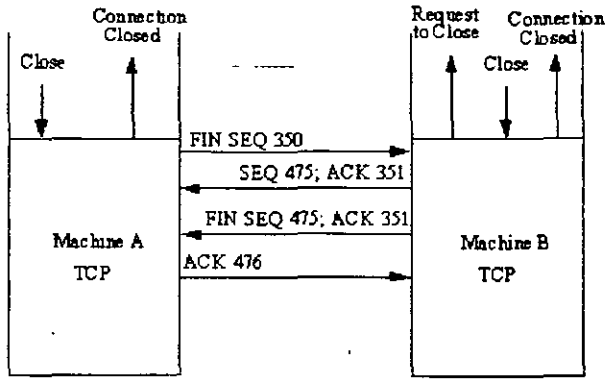 Connection
Closed
Close
Request
to Close
Connection
Closed
Close
FIN SEQ 350
SEQ 475; ACK 351
FIN SEQ 475; ACK 351
ACK 476
Machine A
TCP
Machine B
TCP